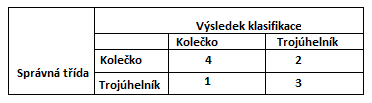 Výsledek klasifikace
Kolečko Trojúhelník
Správná třída
Kolečko 4 2
Trojúhelník 1 3